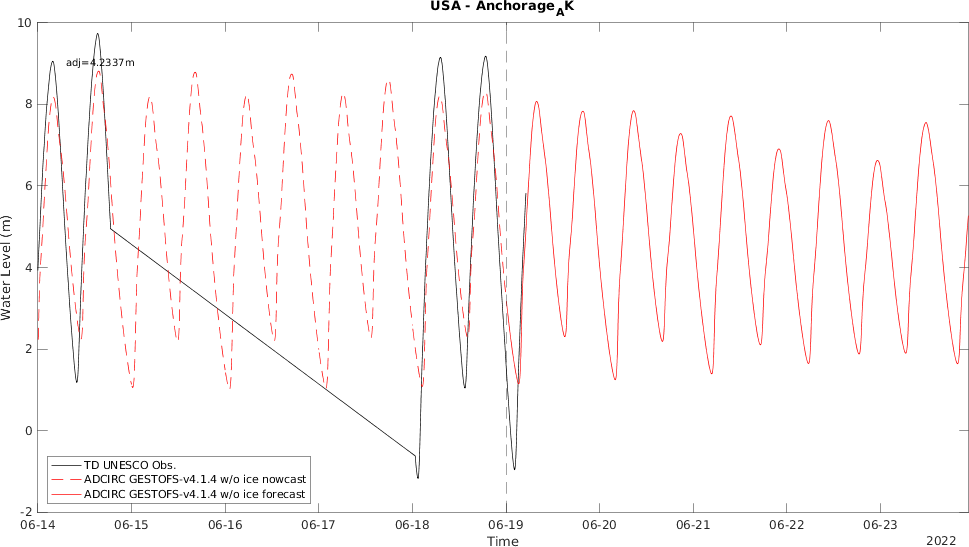 USA - Anchorage_AK
10
8
6
4
2
0
-2
Water Level (m)
adj=4.2337m
TD UNESCO Obs.
ADCIRC GESTOFS-v4.1.4 w/o ice nowcast
ADCIRC GESTOFS-v4.1.4 w/o ice forecast
06-14 06-15 06-16 06-17 06-18 06-19 06-20 06-21 06-22 06-23
Time
2022